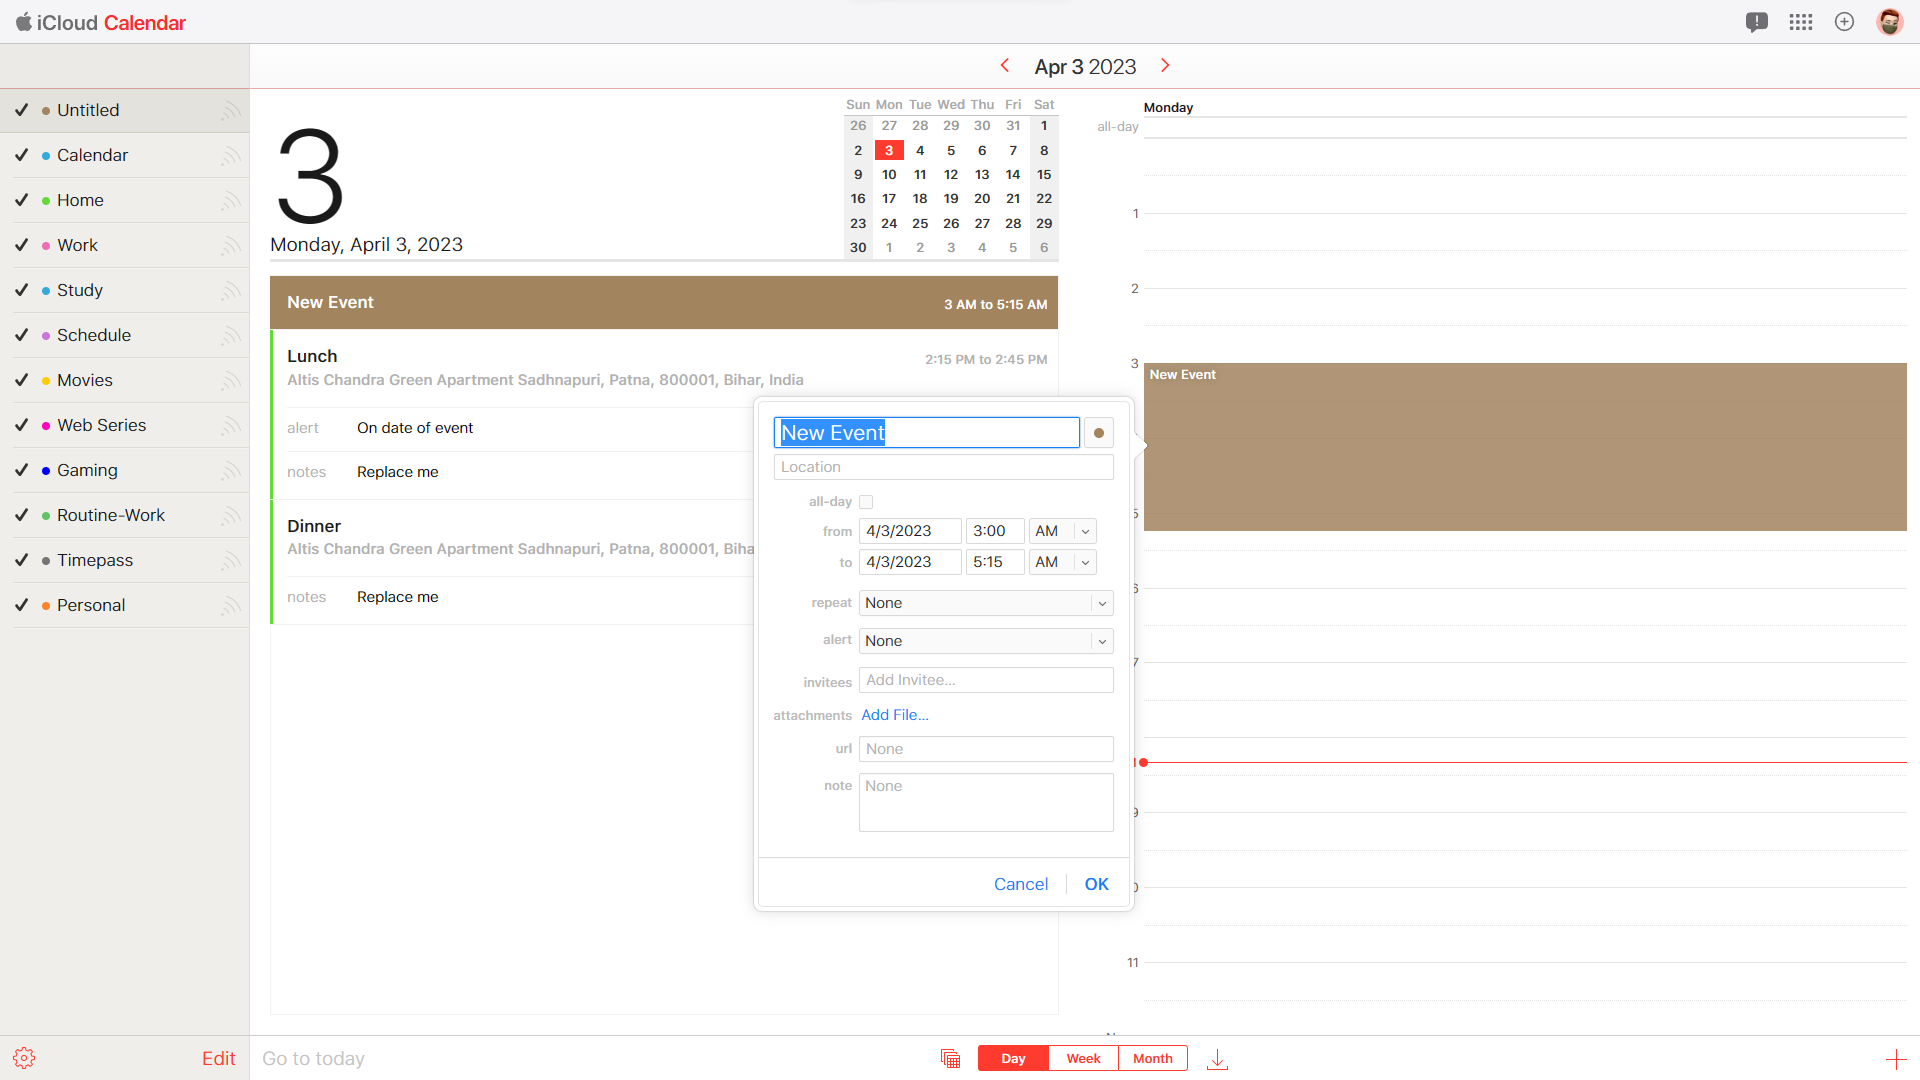 iCloud Calendar
Apr 3 2023
Untitled
Calendar
Home
Work
Study
Schedule
Movies
Web Series
Gaming
Routine-Work
Timepass
Personal
3
Monday, April 3, 2023
Sun Mon Tue Wed Thu Fri Sat
26 27 28 29 30 31 1
2 3 4 5 6 7 8
9 10 11 12 13 14 15
16 17 18 19 20 21 22
23 24 25 26 27 28 29
30 1 2 3 4 5 6
New Event 3 AM to 5:15 AM
Lunch 2:15 PM to 2:45 PM
Altis Chandra Green Apartment Sadhnapuri, Patna, 800001, Bihar, India
alert On date of event
notes Replace me
Dinner
Altis Chandra Green Apartment Sadhnapuri, Patna, 800001, Biha
notes Replace me
New Event
Location
all-day
from 4/3/2023 3:00 AM
to 4/3/2023 5:15 AM
repeat None
alert None
invitees Add Invitee...
attachments Add File...
url None
note None
Cancel OK
Monday
all-day
1
2
3
New Event
5
6
7
9
0
11
Edit
Go to today
Day Week Month